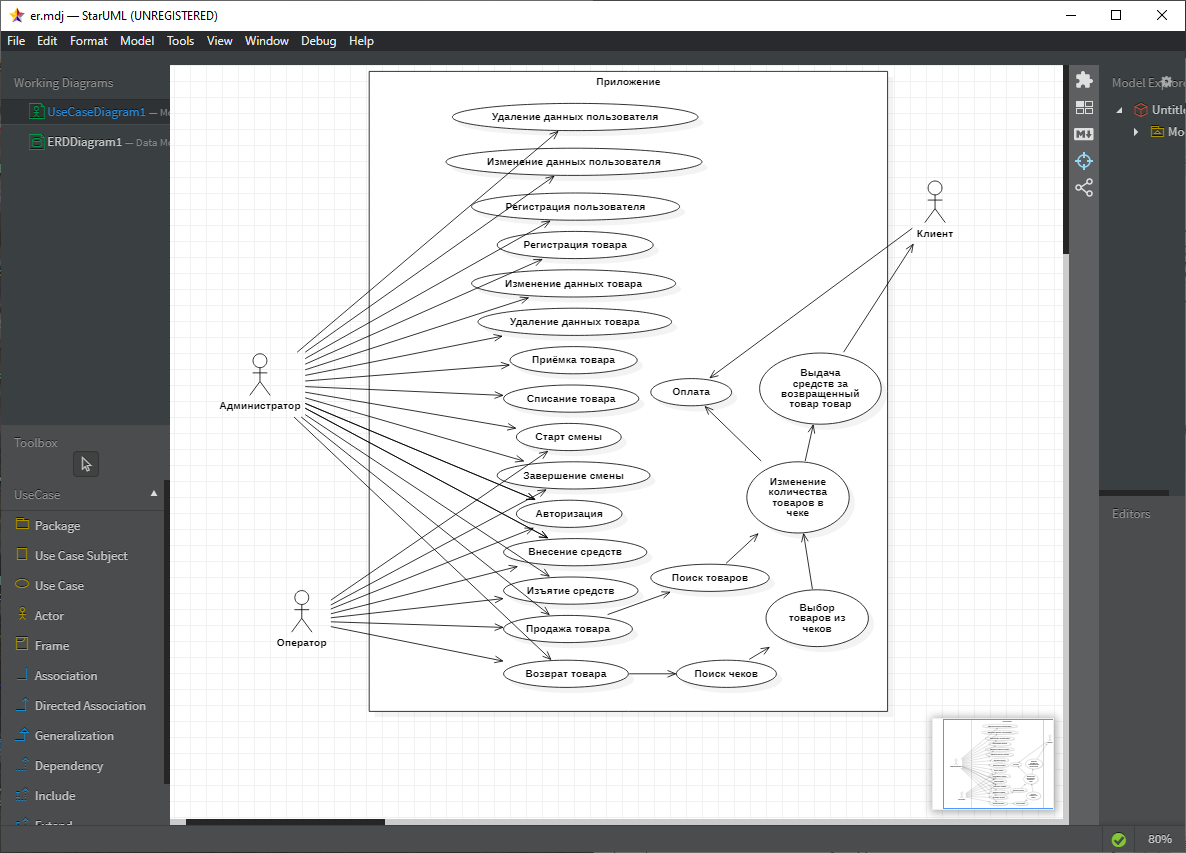 er.mdj — StarUML (UNREGISTERED)
File Edit Format Model Tools View Window Debug Help
Working Diagrams
UseCaseDiagram1
ERDDiagram1 — Data
Toolbox
UseCase
Package
Use Case Subject
Use Case
Actor
Frame
Association
Directed Association
Generalization
Dependency
Include
Extend
Приложение
Удаление данных пользователя
Изменение данных пользователя
Регистрация пользователя
Регистрация товара
Изменение данных товара
Удаление данных товара
Приёмка товара
Списание товара
Старт смены
Завершение смены
Авторизация
Внесение средств
Изъятие средств
Продажа товара
Возврат товара
Администратор
Оператор
Клиент
Оплата
Выдача
средств за
возвращенный
товар товар
Изменение
количества
товаров в
чеке
Поиск товаров
Выбор
товаров из
чеков
Поиск чеков
Model
Editors
80%